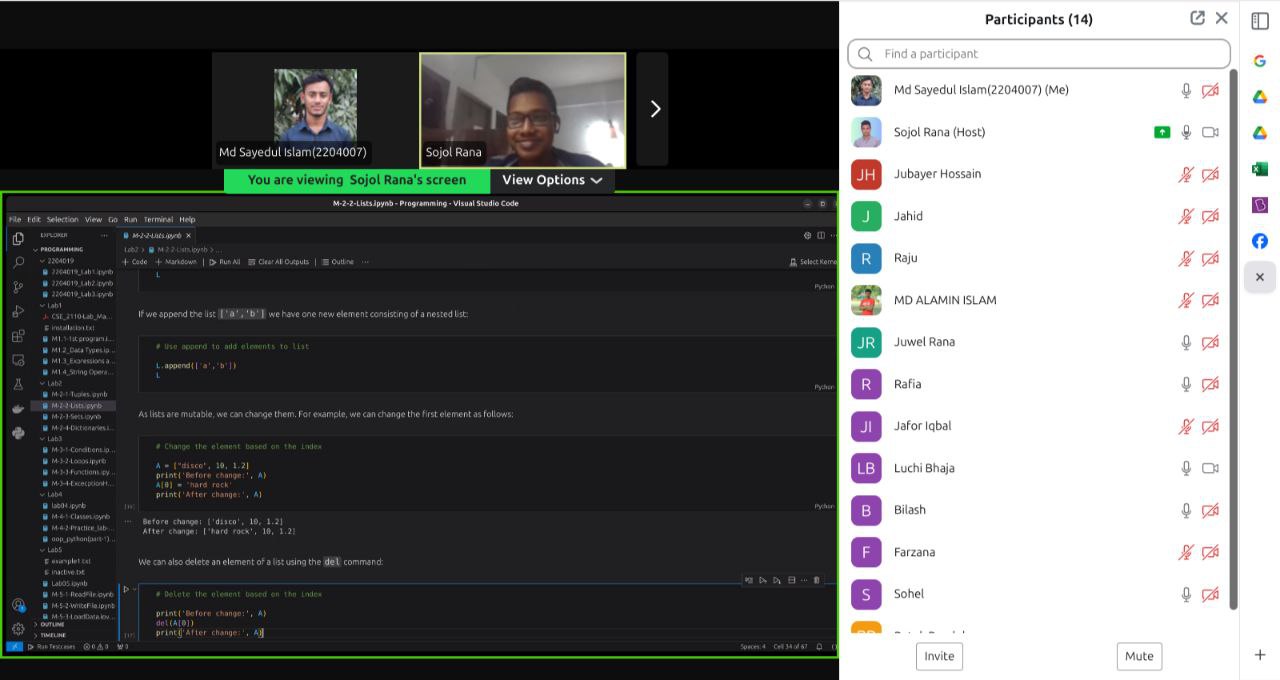 Md Sayedul Islam(2204007)
Sojol Rana
You are viewing Sojol Rana's screen
View Options
M-2-2-Lists.ipynb - Programming - Visual Studio Code
File Edit Selection View Go Run Terminal Help
EXPLORER
PROGRAMMING
2204019
2204019_Lab1.ipynb
2204019_Lab2.ipynb
2204019_Lab3.ipynb
Lab1
CSE_2110-Lab_Ma...
installation.txt
M1.1-1st program.i...
M1.2_Data Types.ip...
M1.3_Expressions a...
M1.4_String Opera...
Lab2
M-2-1-Tuples.ipynb
M-2-2-Lists.ipynb
M-2-3-Sets.ipynb
M-2-4-Dictionaries.i...
Lab3
M-3-1-Conditions.ip...
M-3-2-Loops.ipynb
M-3-3-Functions.ipy...
M-3-4-ExceptionH...
Lab4
lab04.ipynb
M-4-1-Classes.ipynb
M-4-2-Practice_lab-...
oop_python(part-1)...
Lab5
example1.txt
inactive.txt
Lab05.ipynb
M-5-1-ReadFile.ipynb
M-5-2-WriteFile.ipynb
M-5-3-LoadData.ipy...
OUTLINE
TIMELINE
M-2-2-Lists.ipynb
Lab2 > M-2-2-Lists.ipynb > ...
+ Code + Markdown Run All Clear All Outputs Outline ... Select Kerne
L
Python
If we append the list ['a','b'] we have one new element consisting of a nested list:
# Use append to add elements to list
L.append(['a','b'])
L
Python
As lists are mutable, we can change them. For example, we can change the first element as follows:
# Change the element based on the index
A = ["disco", 10, 1.2]
print('Before change:', A)
A[0] = 'hard rock'
print('After change:', A)
Python
Before change: ['disco', 10, 1.2]
After change: ['hard rock', 10, 1.2]
We can also delete an element of a list using the del command:
# Delete the element based on the index
print('Before change:', A)
del(A[0])
print('After change:', A)
Python
Run Testcases 0 0 0
Spaces: 4 Cell 34 of 67
Participants (14)
Find a participant
Md Sayedul Islam(2204007) (Me)
Sojol Rana (Host)
JH Jubayer Hossain
J Jahid
R Raju
MD ALAMIN ISLAM
JR Juwel Rana
R Rafia
JI Jafor Iqbal
LB Luchi Bhaja
B Bilash
F Farzana
S Sohel
Invite
Mute